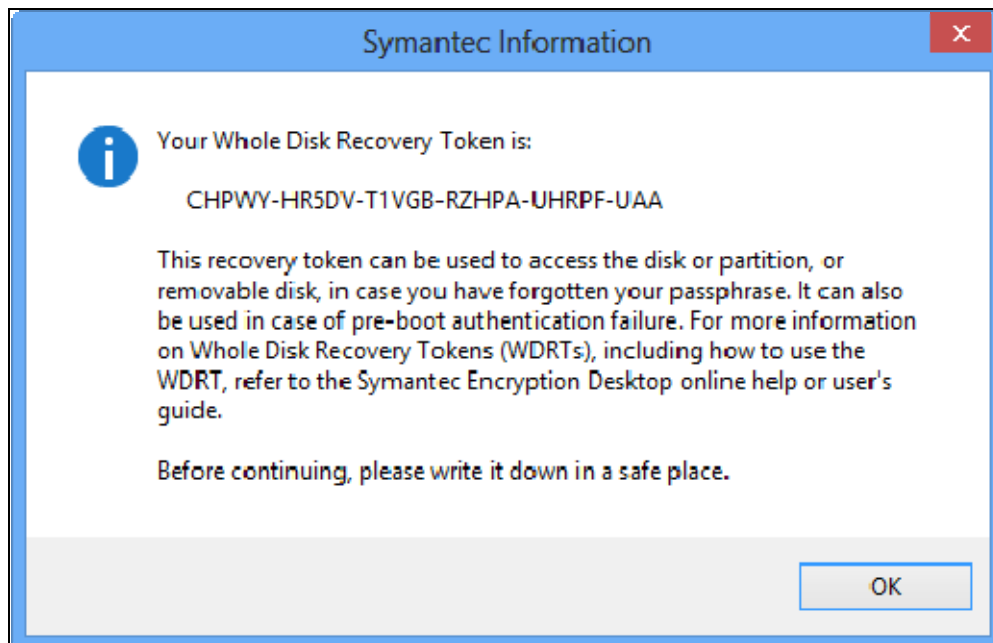 Symantec Information
Your Whole Disk Recovery Token is:
CHPWY-HR5DV-T1VGB-RZHPA-UHRPF-UAA
This recovery token can be used to access the disk or partition, or
removable disk, in case you have forgotten your passphrase. It can also
be used in case of pre-boot authentication failure. For more information
on Whole Disk Recovery Tokens (WDRTs), including how to use the
WDRT, refer to the Symantec Encryption Desktop online help or user's
guide.
Before continuing, please write it down in a safe place.
OK